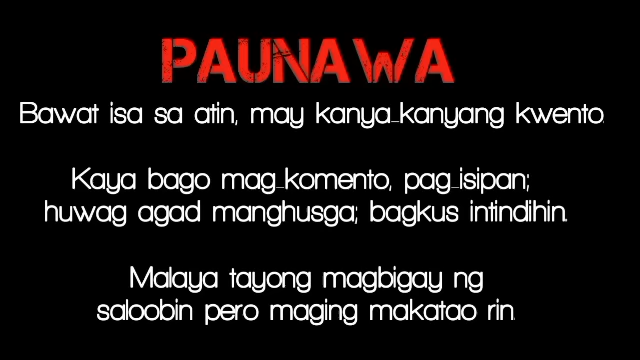 PAUNAWA
Bawat isa sa atin, may kanya-kanyang kwento.
Kaya bago mag-komento, pag-isipan;
huwag agad manghusga; bagkus intindihin.
Malaya tayong magbigay ng
saloobin pero maging makatao rin.